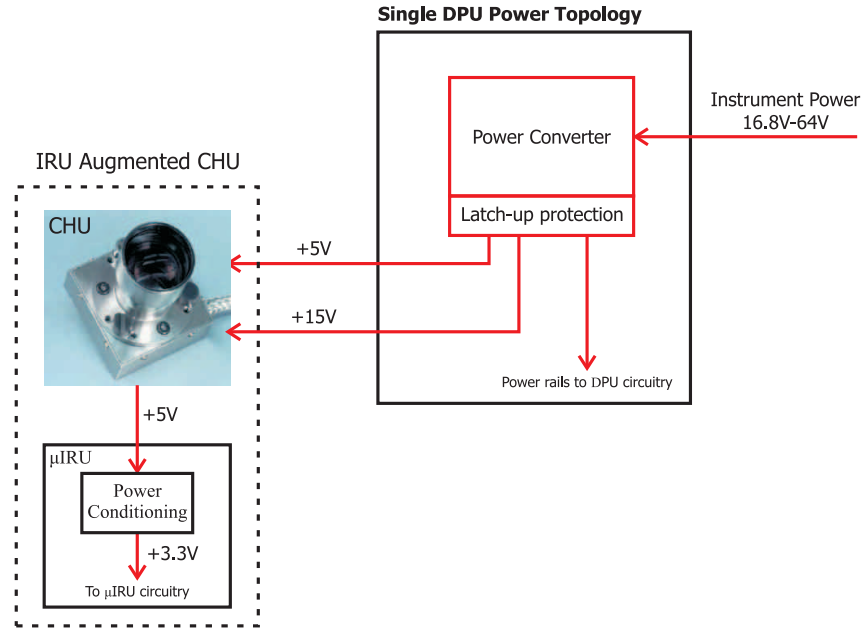 Single DPU Power Topology
Instrument Power
16.8V-64V
Power Converter
Latch-up protection
IRU Augmented CHU
CHU
+5V
+15V
Power rails to DPU circuitry
+5V
μIRU
Power
Conditioning
+3.3V
To μIRU circuitry